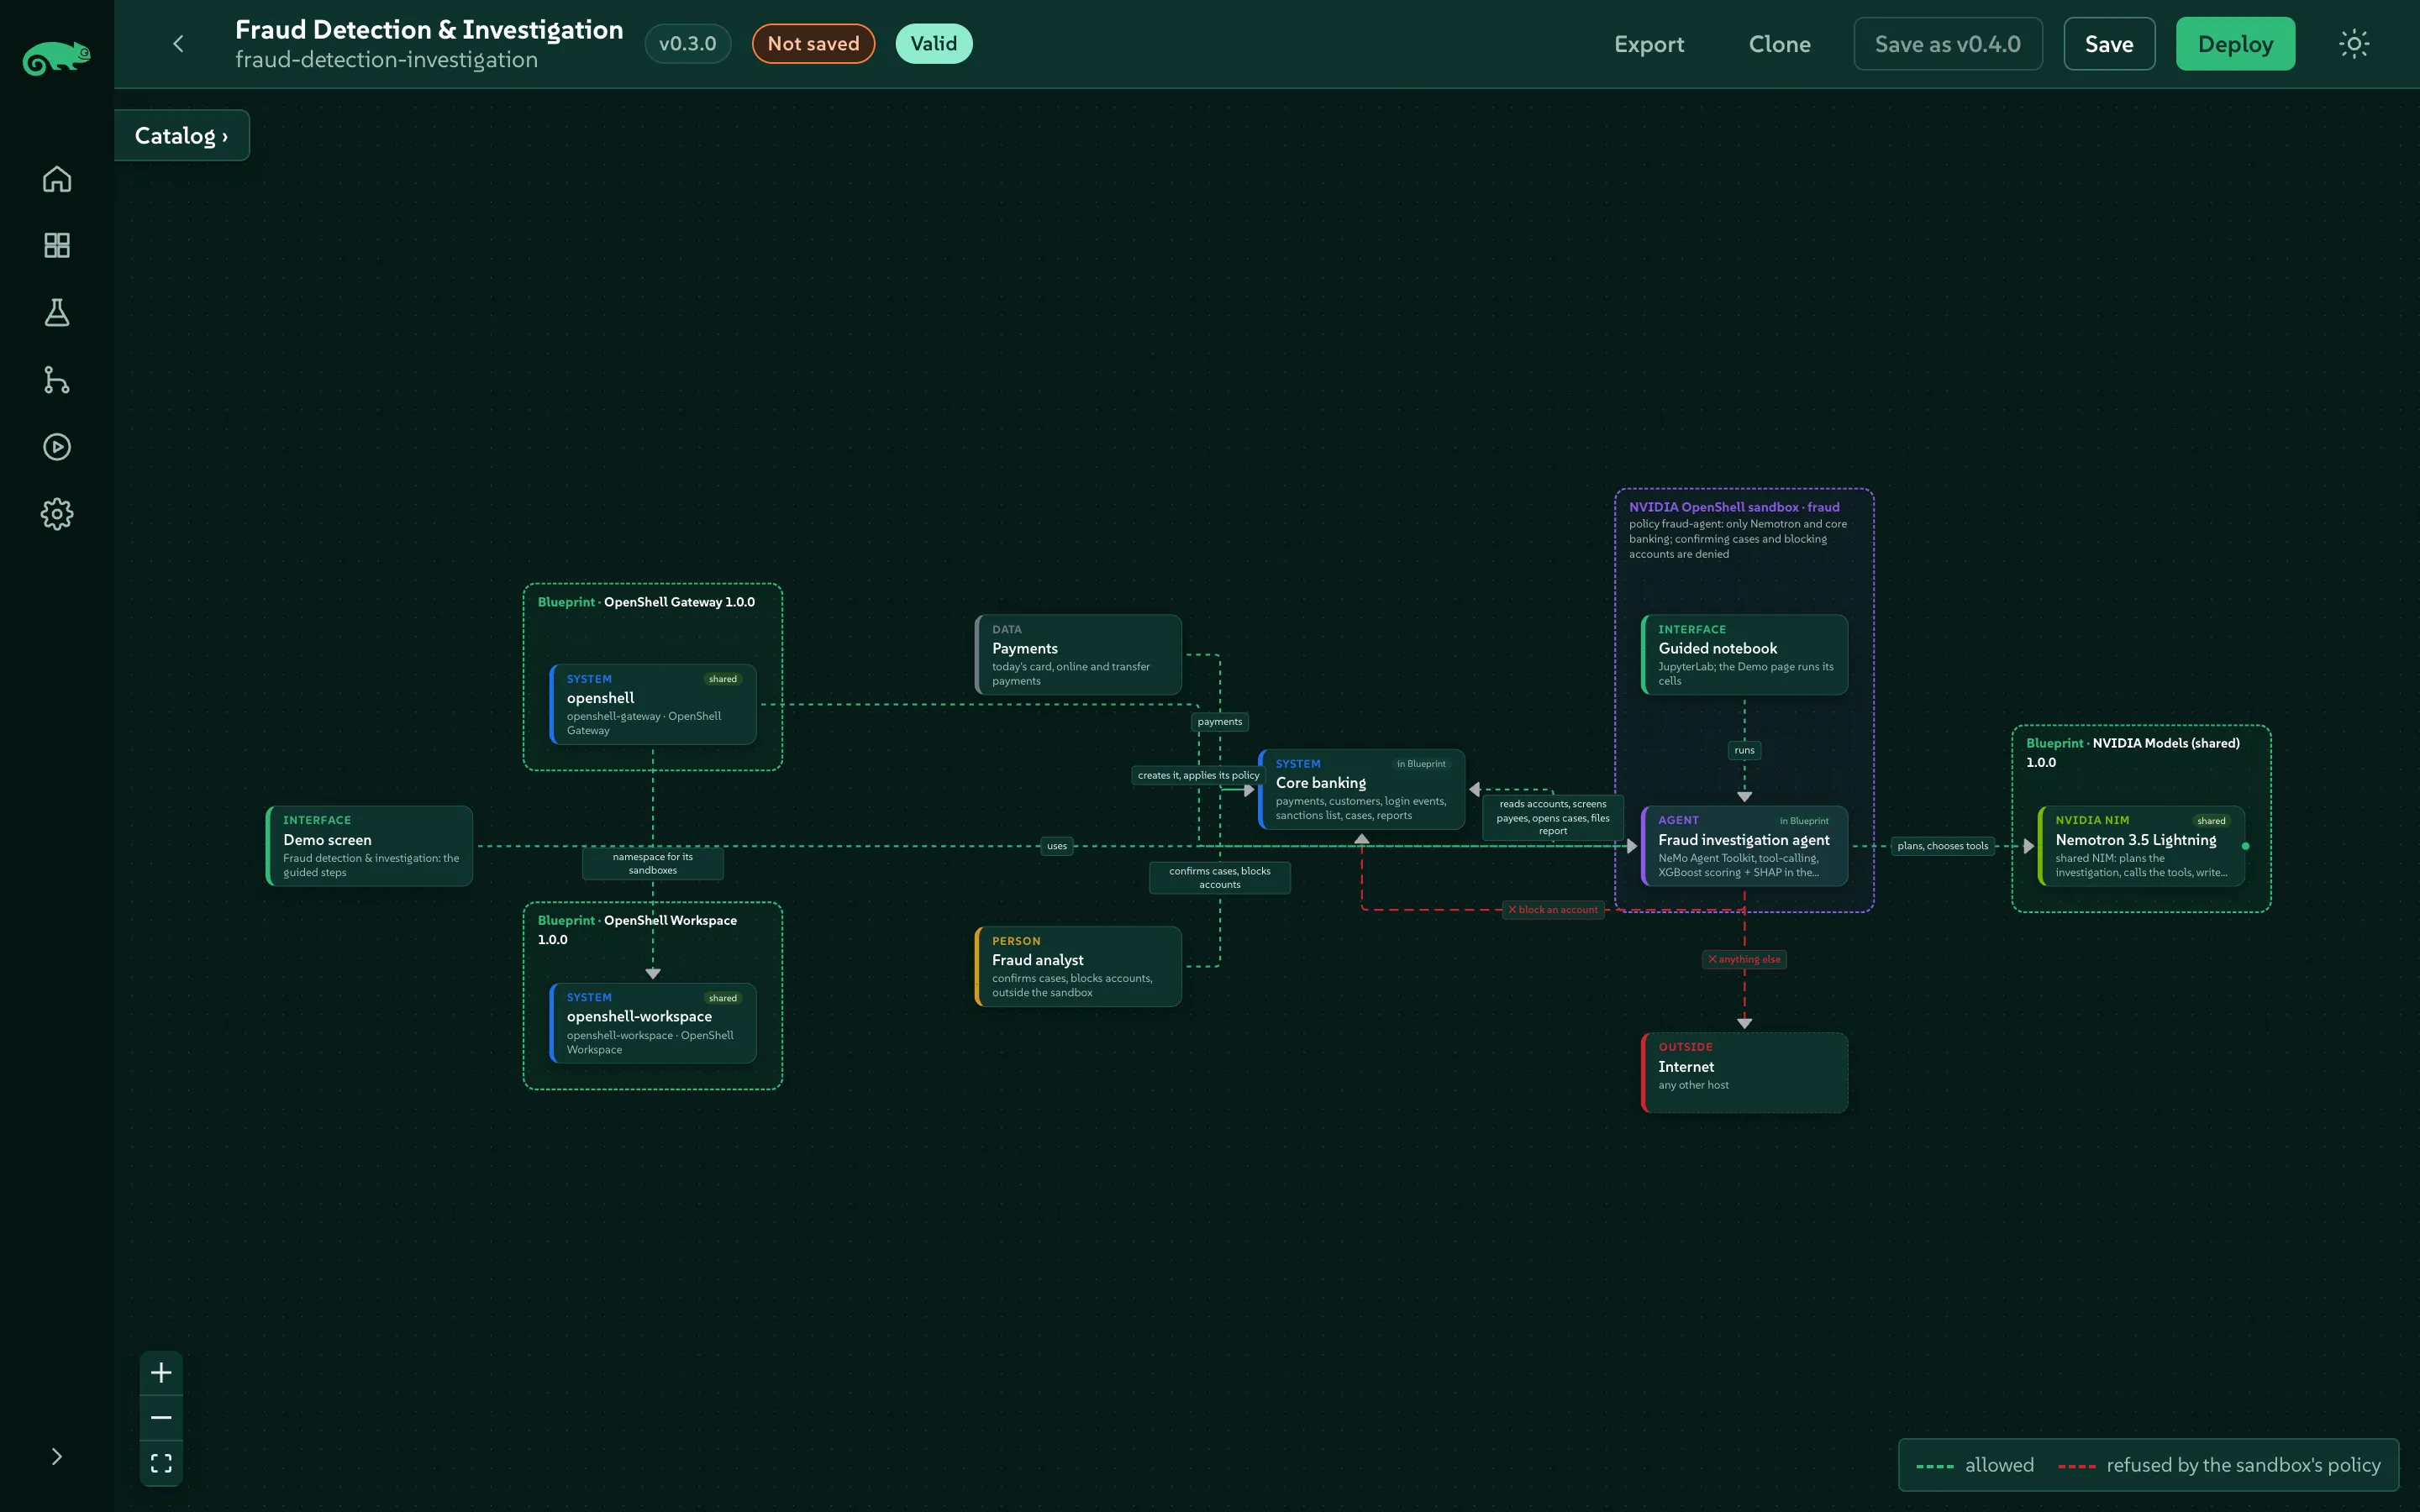 Fraud Detection & Investigation
fraud-detection-investigation
v0.3.0
Not saved
Valid
Export
Clone
Save as v0.4.0
Save
Deploy
Catalog ›
NVIDIA OpenShell sandbox · fraud
policy fraud-agent: only Nemotron and core
banking; confirming cases and blocking
accounts are denied
Blueprint · OpenShell Gateway 1.0.0
SYSTEM
shared
openshell
openshell-gateway · OpenShell
Gateway
DATA
Payments
today's card, online and transfer
payments
INTERFACE
Guided notebook
JupyterLab; the Demo page runs its
cells
payments
runs
creates it, applies its policy
SYSTEM
in Blueprint
Core banking
payments, customers, login events,
sanctions list, cases, reports
reads accounts, screens
payees, opens cases, files
report
Blueprint · NVIDIA Models (shared)
1.0.0
INTERFACE
Demo screen
Fraud detection & investigation: the
guided steps
uses
AGENT
in Blueprint
Fraud investigation agent
NeMo Agent Toolkit, tool-calling,
XGBoost scoring + SHAP in the...
plans, chooses tools
NVIDIA NIM
shared
Nemotron 3.5 Lightning
shared NIM: plans the
investigation, calls the tools, write...
namespace for its
sandboxes
confirms cases, blocks
accounts
✕ block an account
Blueprint · OpenShell Workspace
1.0.0
SYSTEM
shared
openshell-workspace
openshell-workspace · OpenShell
Workspace
PERSON
Fraud analyst
confirms cases, blocks accounts,
outside the sandbox
✕ anything else
OUTSIDE
Internet
any other host
allowed
refused by the sandbox's policy